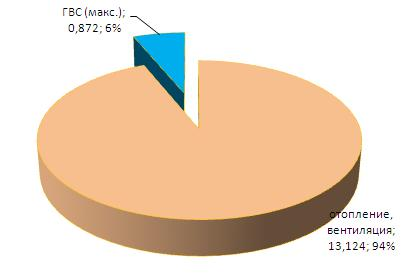 ГВС (макс.);
0,872; 6%
отопление,
вентиляция;
13,124; 94%